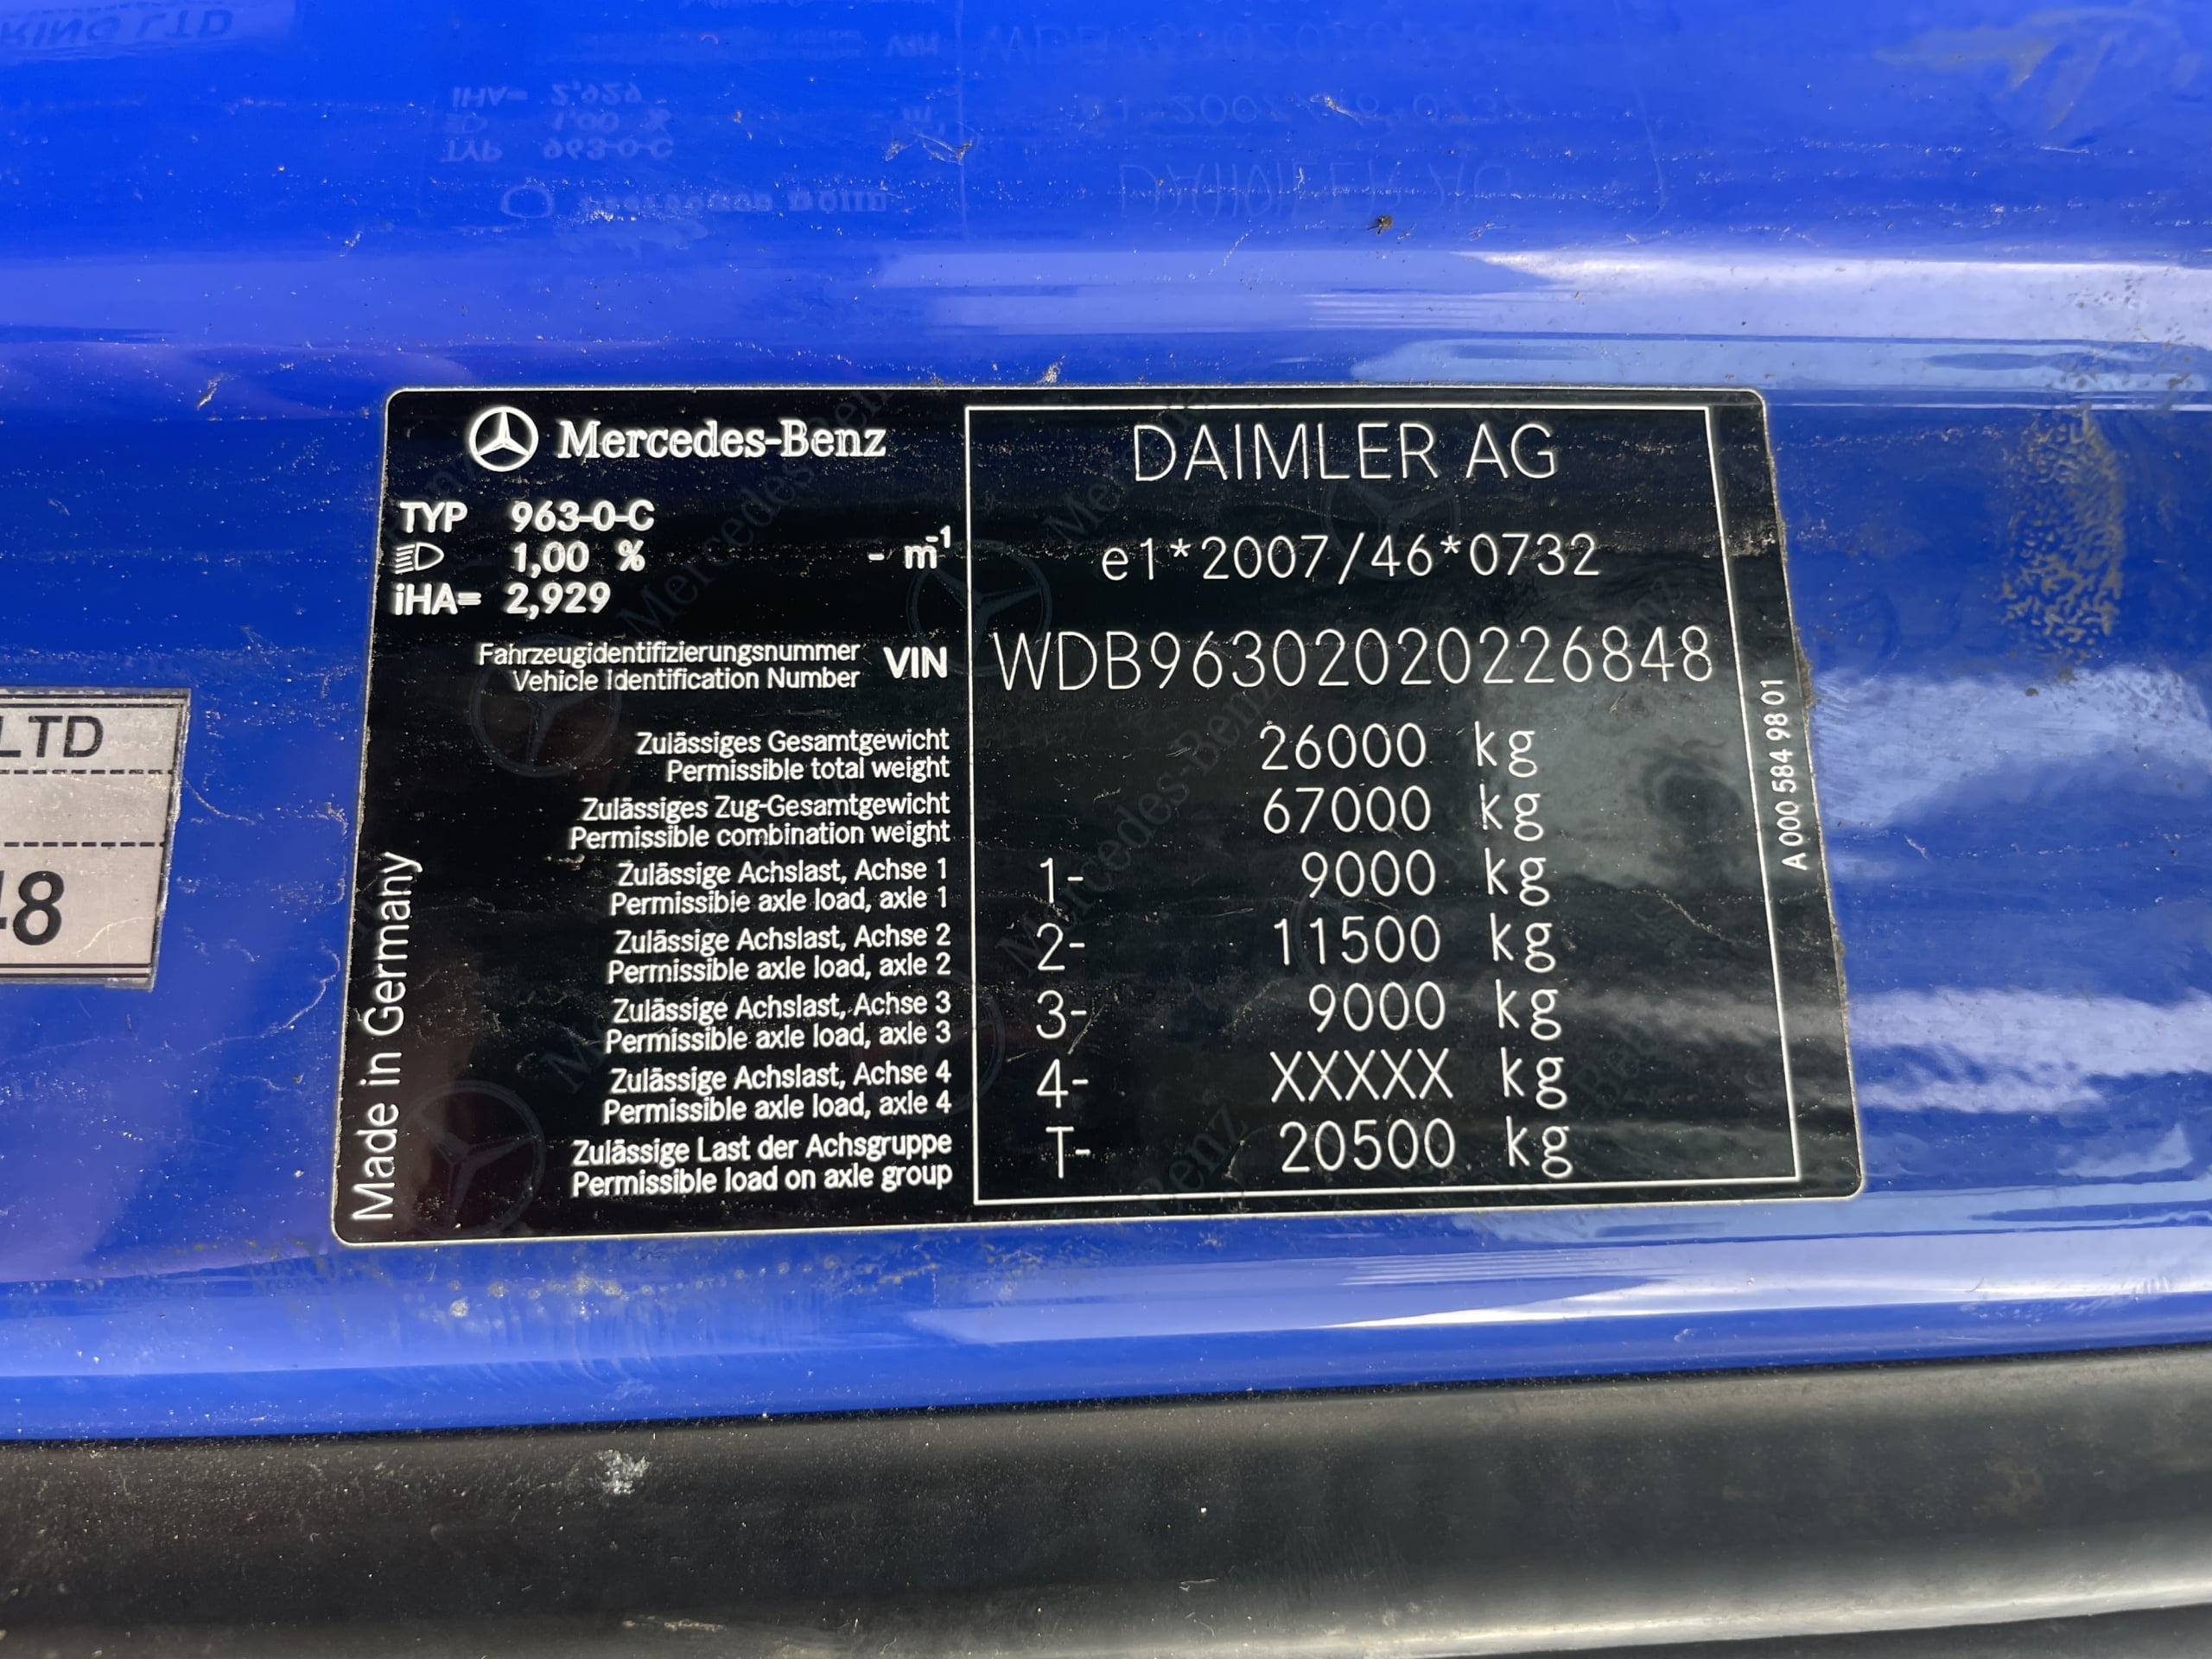 Mercedes-Benz
TYP 963-0-C
1,00 % - m⁻¹
iHA= 2,929
Fahrzeugidentifizierungsnummer
Vehicle Identification Number
VIN
Zulässiges Gesamtgewicht
Permissible total weight
Zulässiges Zug-Gesamtgewicht
Permissible combination weight
Zulässige Achslast, Achse 1
Permissible axle load, axle 1
Zulässige Achslast, Achse 2
Permissible axle load, axle 2
Zulässige Achslast, Achse 3
Permissible axle load, axle 3
Zulässige Achslast, Achse 4
Permissible axle load, axle 4
Zulässige Last der Achsgruppe
Permissible load on axle group
Made in Germany
DAIMLER AG
e1*2007/46*0732
WDB96302020226848
26000 kg
67000 kg
1- 9000 kg
2- 11500 kg
3- 9000 kg
4- XXXXX kg
T- 20500 kg
A 000 584 98 01
LTD
48